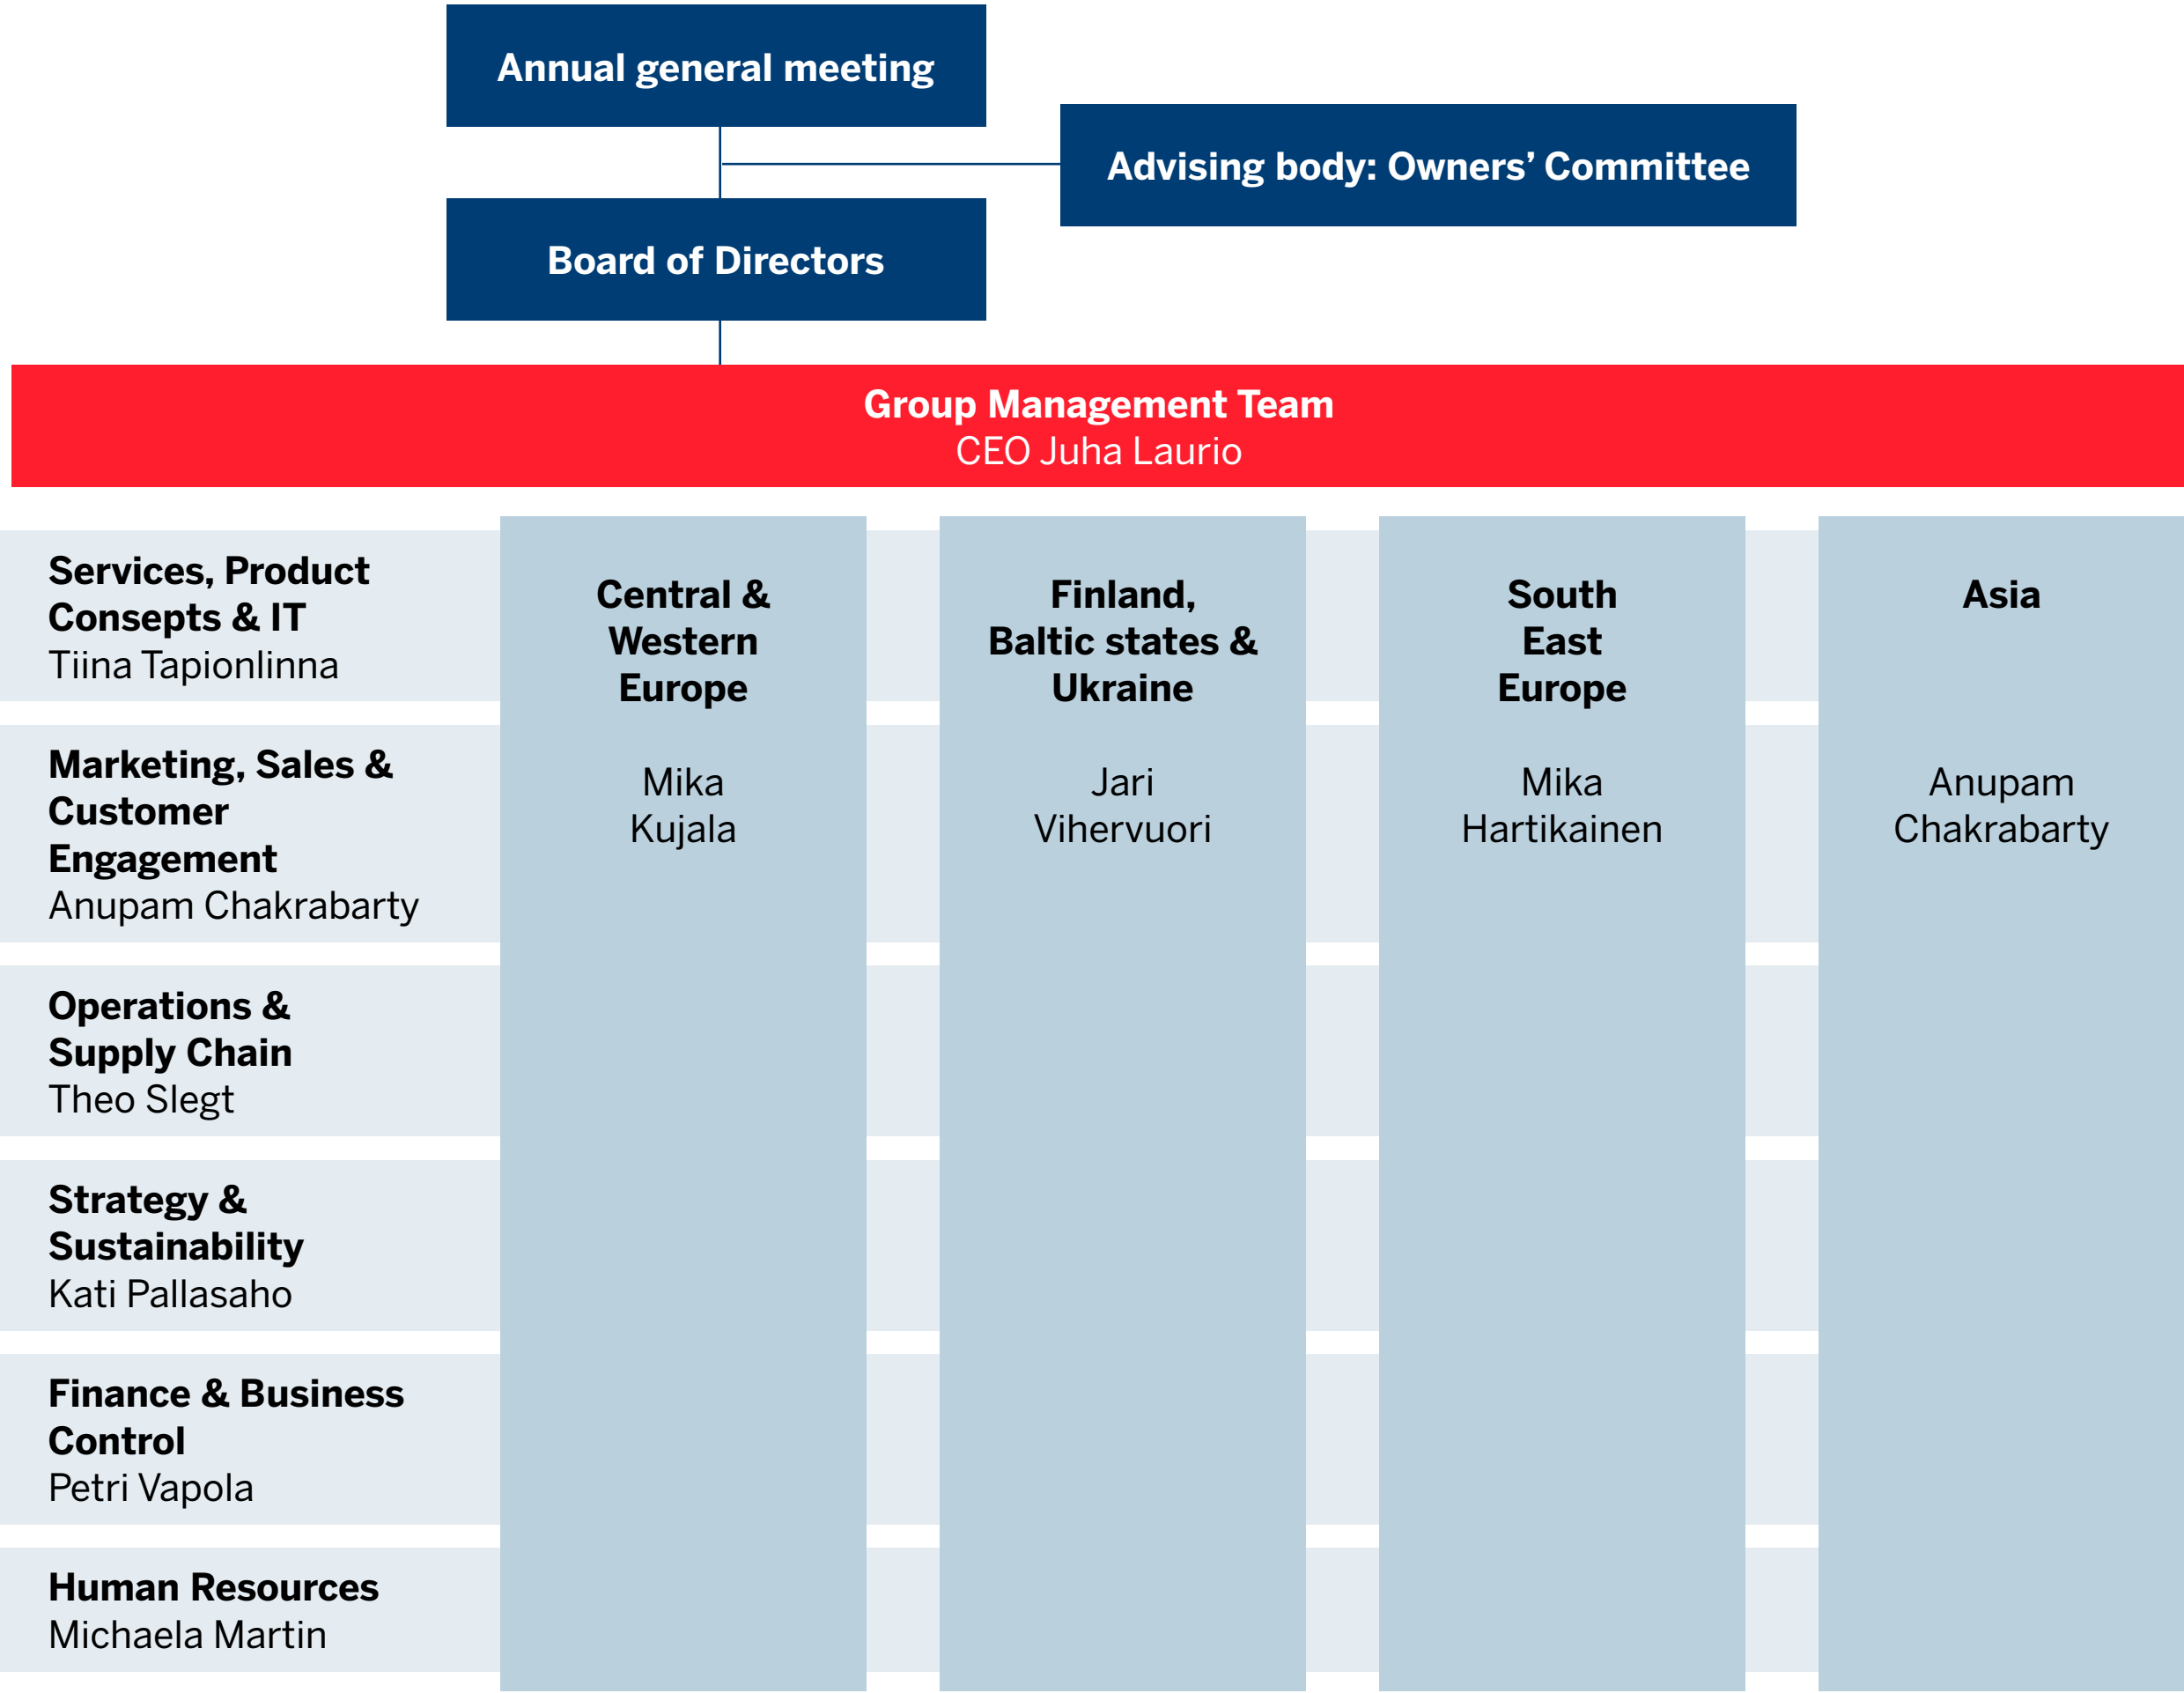 Annual general meeting
Advising body: Owners’ Committee
Board of Directors
Group Management Team
CEO Juha Laurio
Services, Product
Consepts & IT
Tiina Tapionlinna
Marketing, Sales &
Customer
Engagement
Anupam Chakrabarty
Operations &
Supply Chain
Theo Slegt
Strategy &
Sustainability
Kati Pallasaho
Finance & Business
Control
Petri Vapola
Human Resources
Michaela Martin
Central &
Western
Europe
Mika
Kujala
Finland,
Baltic states &
Ukraine
Jari
Vihervuori
South
East
Europe
Mika
Hartikainen
Asia
Anupam
Chakrabarty